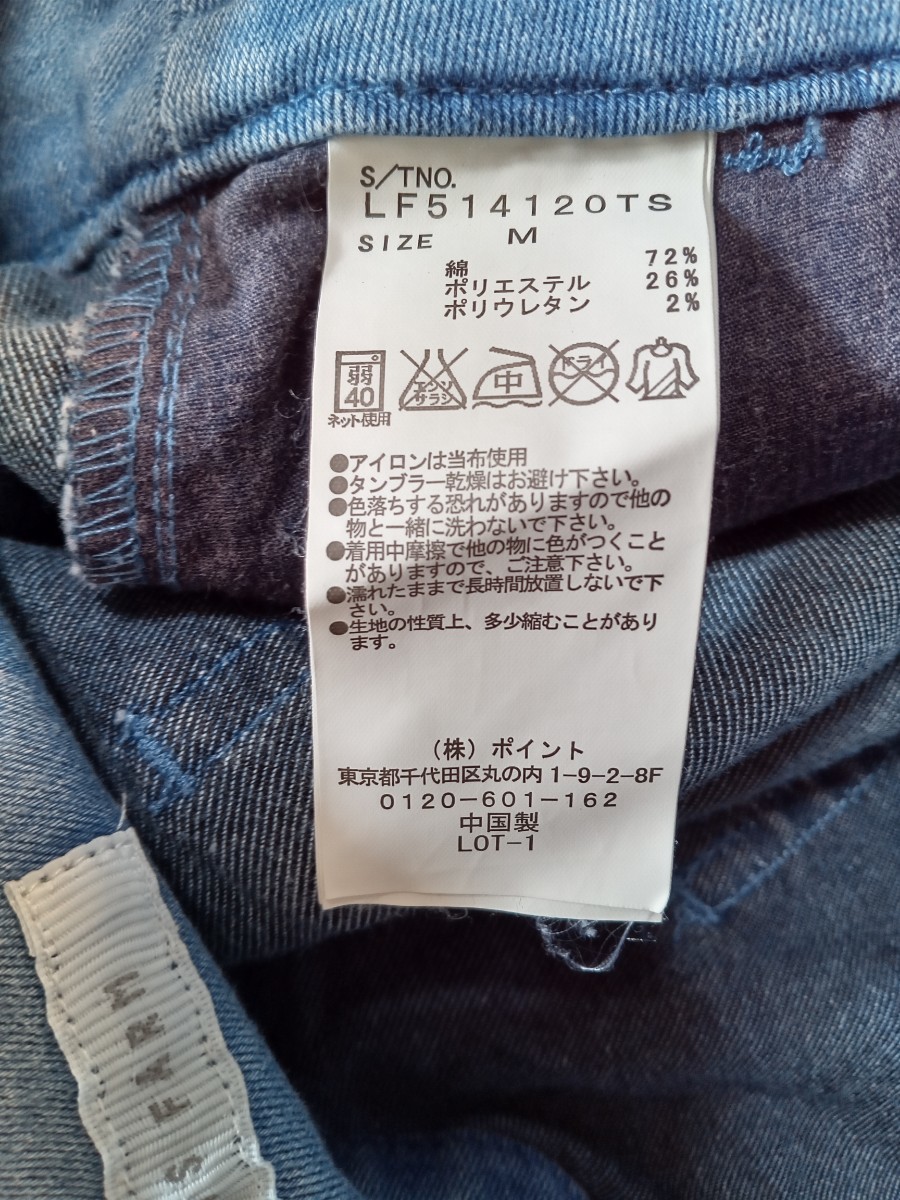 S/TNO.
LF514120TS
SIZE M
綿 72%
ポリエステル 26%
ポリウレタン 2%
弱
40
ネット使用
エンソ
サラシ
中
ドライ
●アイロンは当布使用
●タンブラー乾燥はお避け下さい。
●色落ちする恐れがありますので他の
物と一緒に洗わないで下さい。
●着用中摩擦で他の物に色がつくこと
がありますので、ご注意下さい。
●濡れたままで長時間放置しないで下
さい。
●生地の性質上、多少縮むことがあり
ます。
(株)ポイント
東京都千代田区丸の内1-9-2-8F
0120-601-162
中国製
LOT-1
S FARM